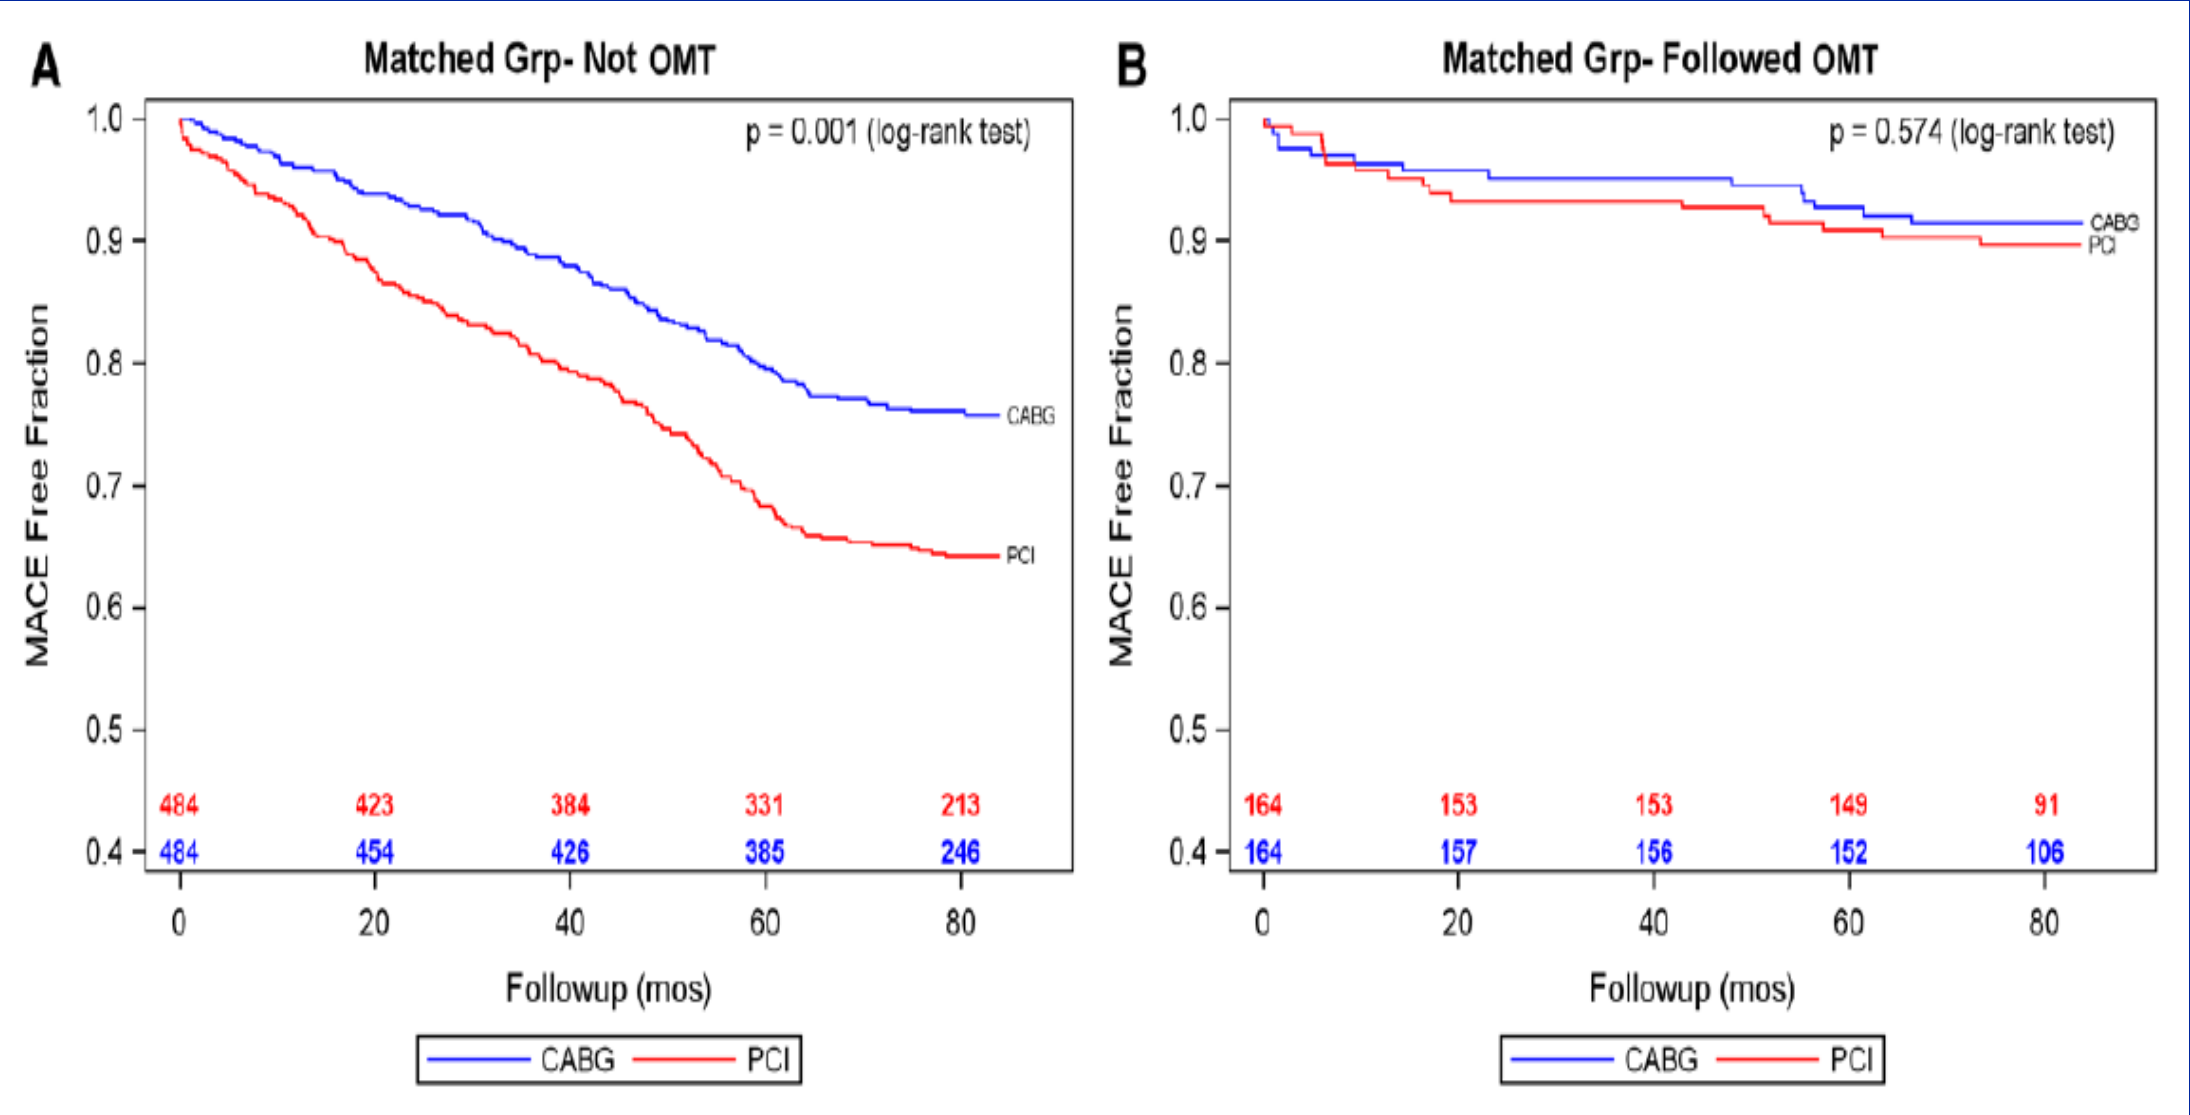 A
Matched Grp- Not OMT
p = 0.001 (log-rank test)
MACE Free Fraction
1.0
0.9
0.8
0.7
0.6
0.5
0.4
CABG
PCI
484 423 384 331 213
484 454 426 385 246
0 20 40 60 80
Followup (mos)
CABG PCI
B
Matched Grp- Followed OMT
p = 0.574 (log-rank test)
MACE Free Fraction
1.0
0.9
0.8
0.7
0.6
0.5
0.4
CABG
PCI
164 153 153 149 91
164 157 156 152 106
0 20 40 60 80
Followup (mos)
CABG PCI